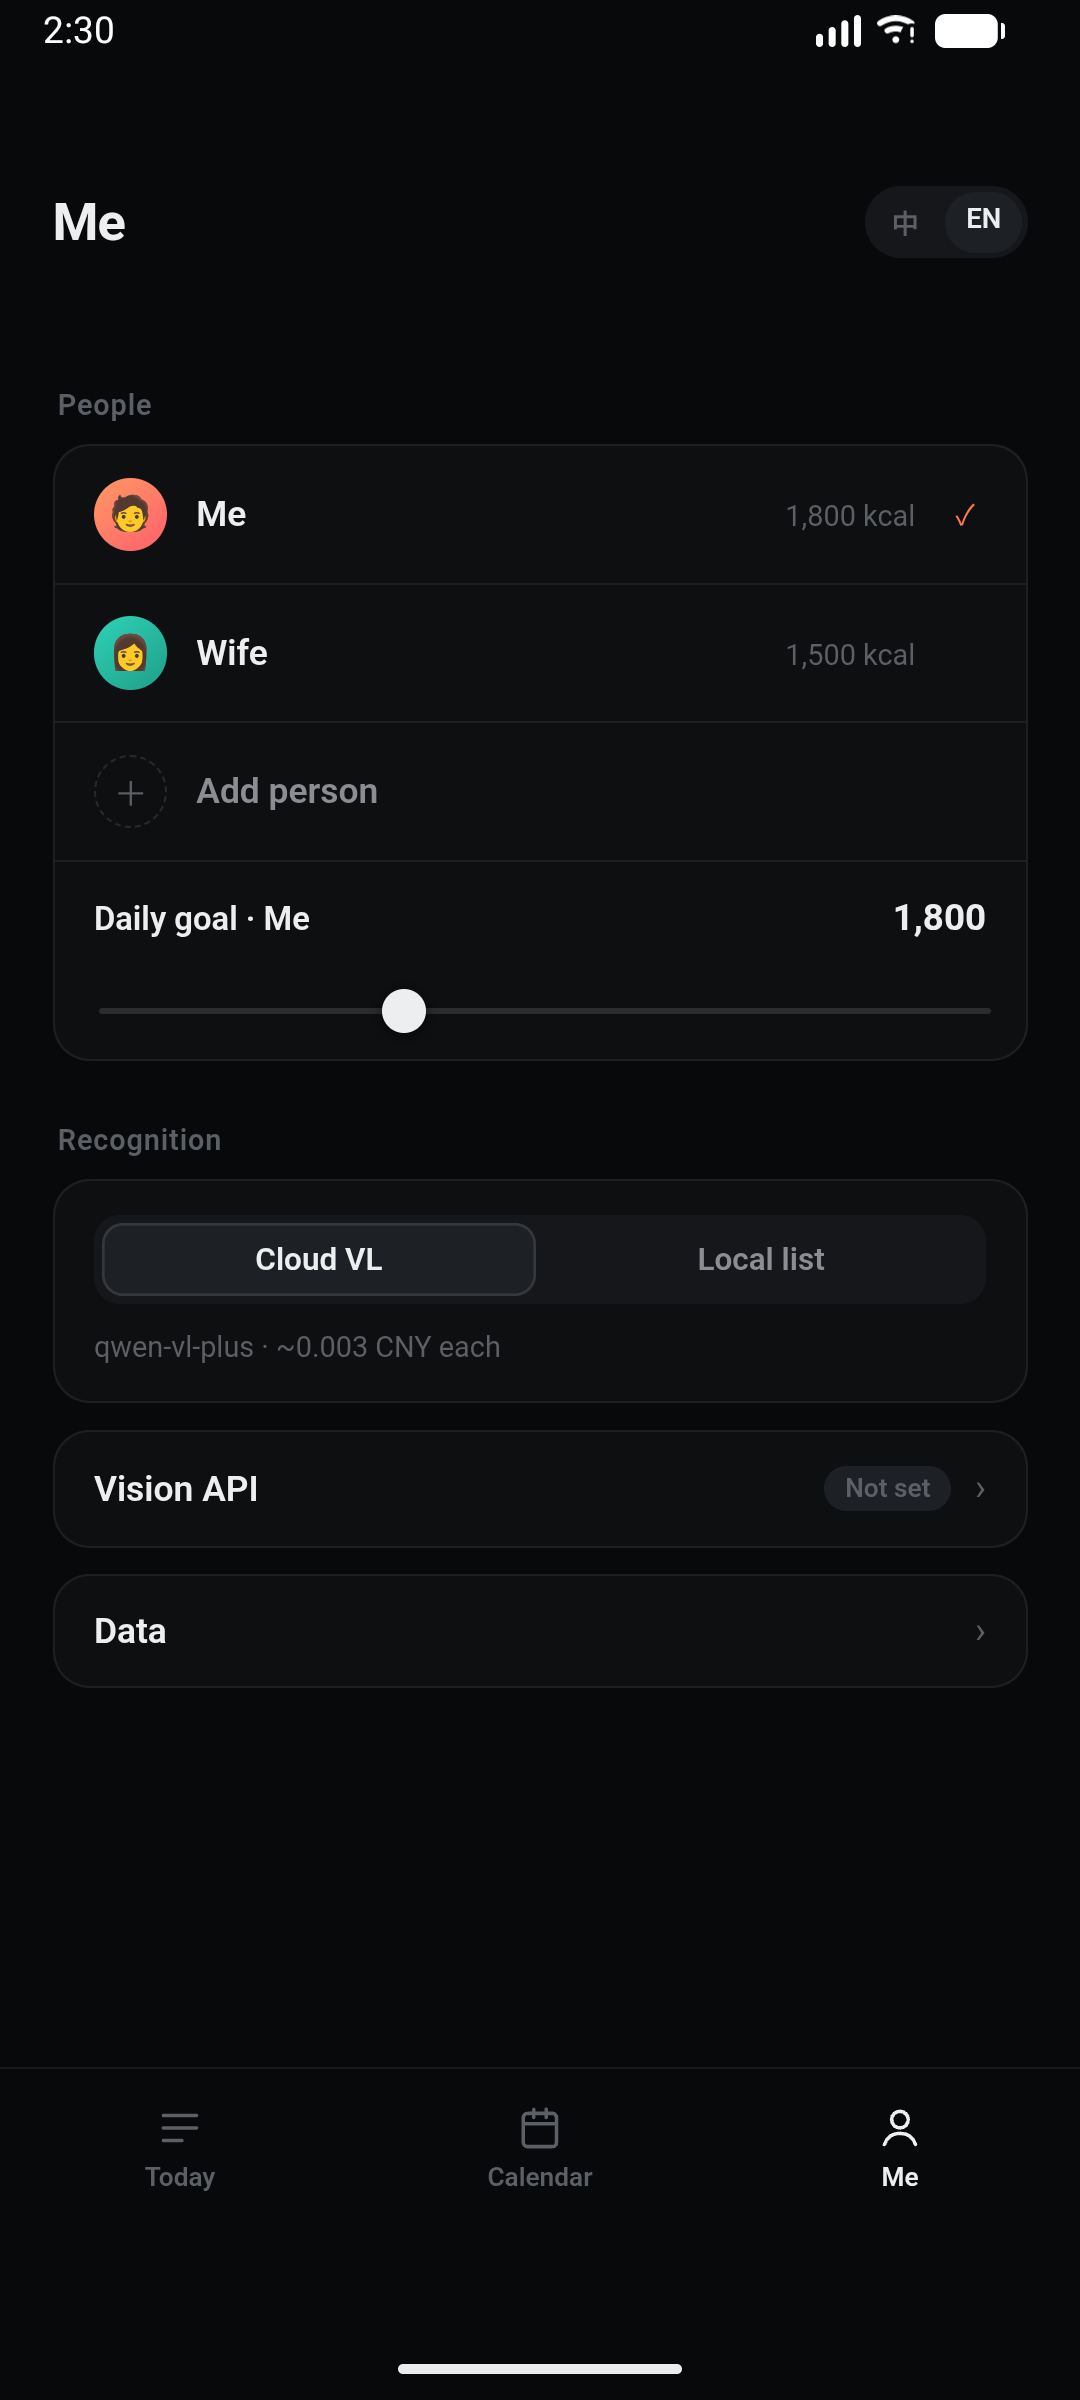 2:30
Me
中 EN
People
Me 1,800 kcal ✓
Wife 1,500 kcal
+ Add person
Daily goal · Me 1,800
Recognition
Cloud VL Local list
qwen-vl-plus · ~0.003 CNY each
Vision API Not set ›
Data ›
Today Calendar Me